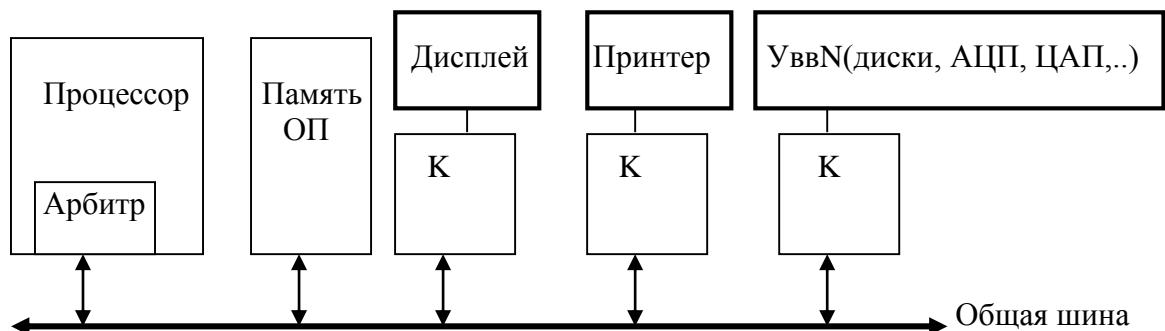 Дисплей
Принтер
УввN(диски, АЦП, ЦАП,..)
Процессор
Память
ОП
К
К
К
Арбитр
Общая шина